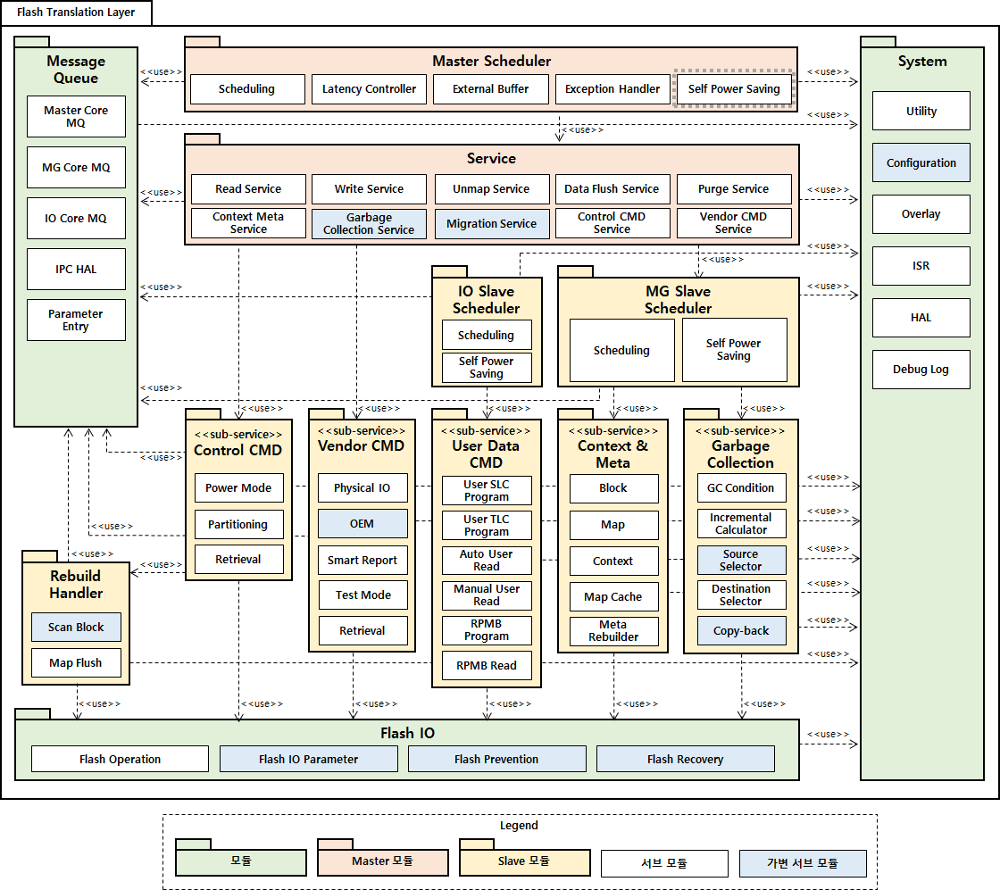 Flash Translation Layer
Message
Queue
Master Core
MQ
MG Core MQ
IO Core MQ
IPC HAL
Parameter
Entry
<<use>>
Master Scheduler
Scheduling
Latency Controller
External Buffer
Exception Handler
Self Power Saving
<<use>>
<<use>>
<<use>>
System
Utility
Configuration
Overlay
ISR
HAL
Debug Log
<<use>>
Service
Read Service
Write Service
Unmap Service
Data Flush Service
Purge Service
Context Meta
Service
Garbage
Collection Service
Migration Service
Control CMD
Service
Vendor CMD
Service
<<use>>
<<use>>
<<use>>
<<use>>
IO Slave
Scheduler
Scheduling
Self Power
Saving
MG Slave
Scheduler
Scheduling
Self Power
Saving
<<use>>
<<use>>
<<use>>
<<use>>
<<use>>
<<use>>
<<use>>
<<sub-service>>
Control CMD
Power Mode
Partitioning
Retrieval
<<sub-service>>
Vendor CMD
Physical IO
OEM
Smart Report
Test Mode
Retrieval
<<sub-service>>
User Data
CMD
User SLC
Program
User TLC
Program
Auto User
Read
Manual User
Read
RPMB
Program
RPMB Read
<<sub-service>>
Context &
Meta
Block
Map
Context
Map Cache
Meta
Rebuilder
<<sub-service>>
Garbage
Collection
GC Condition
Incremental
Calculator
Source
Selector
Destination
Selector
Copy-back
<<use>>
<<use>>
<<use>>
<<use>>
<<use>>
<<use>>
<<use>>
<<use>>
<<use>>
<<use>>
<<use>>
Rebuild
Handler
Scan Block
Map Flush
<<use>>
<<use>>
<<use>>
<<use>>
<<use>>
<<use>>
Flash IO
Flash Operation
Flash IO Parameter
Flash Prevention
Flash Recovery
<<use>>
Legend
모듈
Master 모듈
Slave 모듈
서브 모듈
가변 서브 모듈